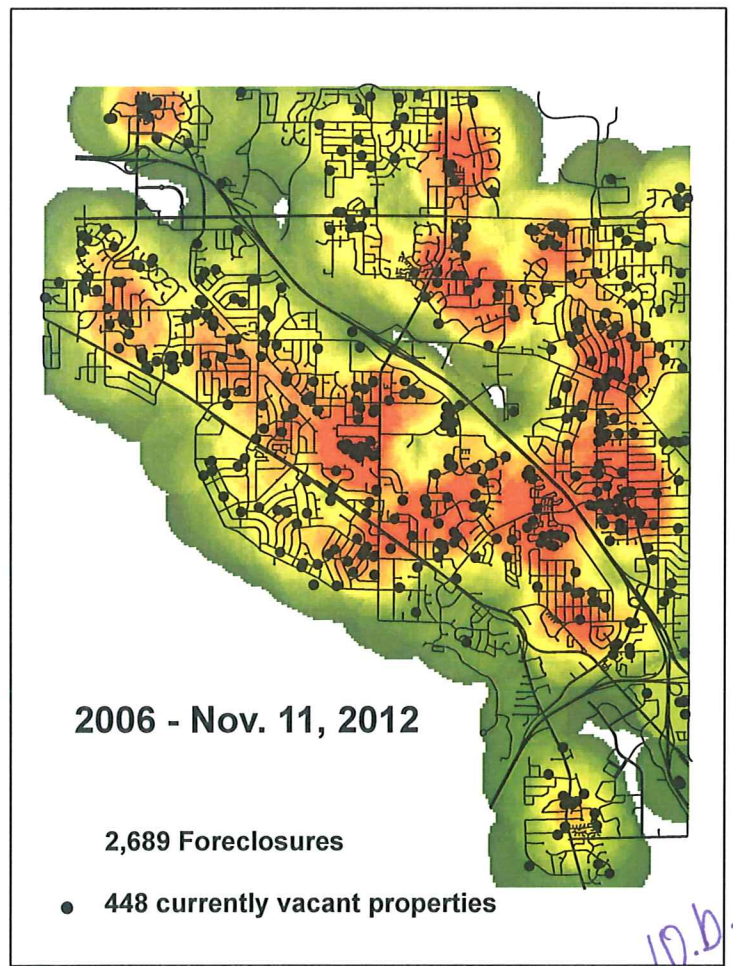 2006 - Nov. 11, 2012
2,689 Foreclosures
448 currently vacant properties
10.b.